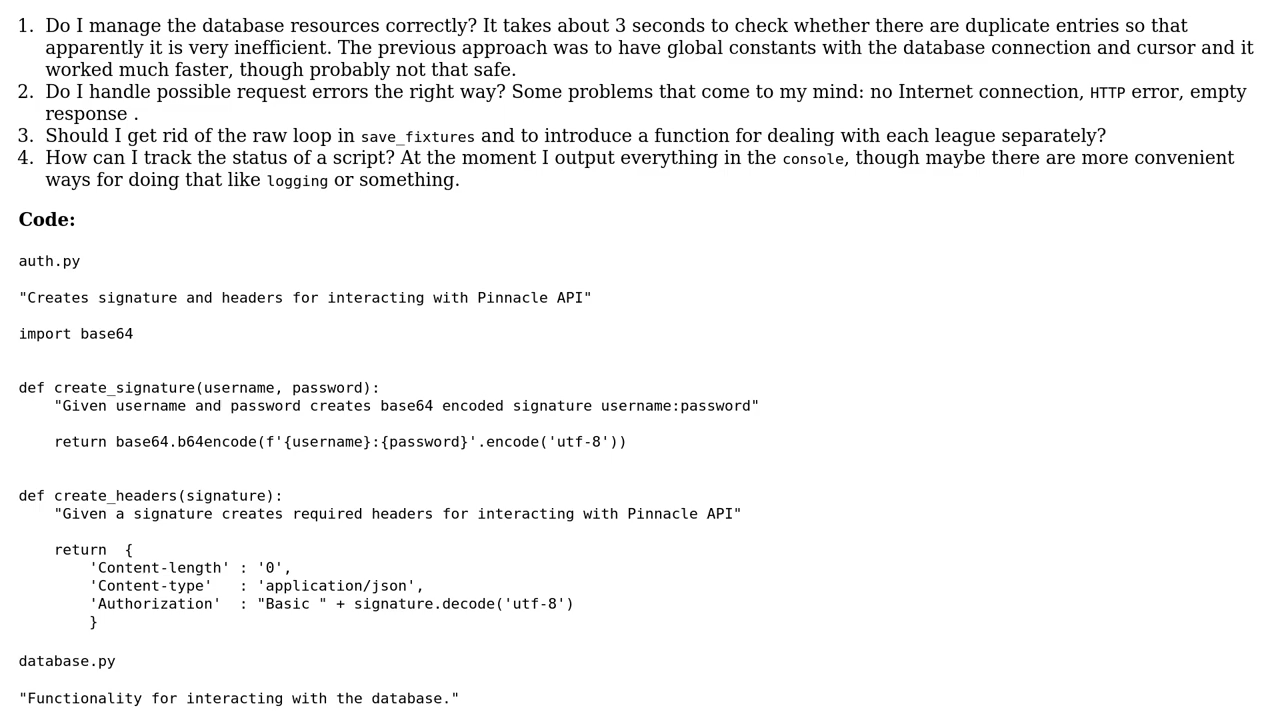 1. Do I manage the database resources correctly? It takes about 3 seconds to check whether there are duplicate entries so that
apparently it is very inefficient. The previous approach was to have global constants with the database connection and cursor and it
worked much faster, though probably not that safe.
2. Do I handle possible request errors the right way? Some problems that come to my mind: no Internet connection, HTTP error, empty
response .
3. Should I get rid of the raw loop in save_fixtures and to introduce a function for dealing with each league separately?
4. How can I track the status of a script? At the moment I output everything in the console, though maybe there are more convenient
ways for doing that like logging or something.
Code:
auth.py
"Creates signature and headers for interacting with Pinnacle API"
import base64
def create_signature(username, password):
    "Given username and password creates base64 encoded signature username:password"
    return base64.b64encode(f'{username}:{password}'.encode('utf-8'))
def create_headers(signature):
    "Given a signature creates required headers for interacting with Pinnacle API"
    return  {
        'Content-length' : '0',
        'Content-type'   : 'application/json',
        'Authorization'  : "Basic " + signature.decode('utf-8')
        }
database.py
"Functionality for interacting with the database."